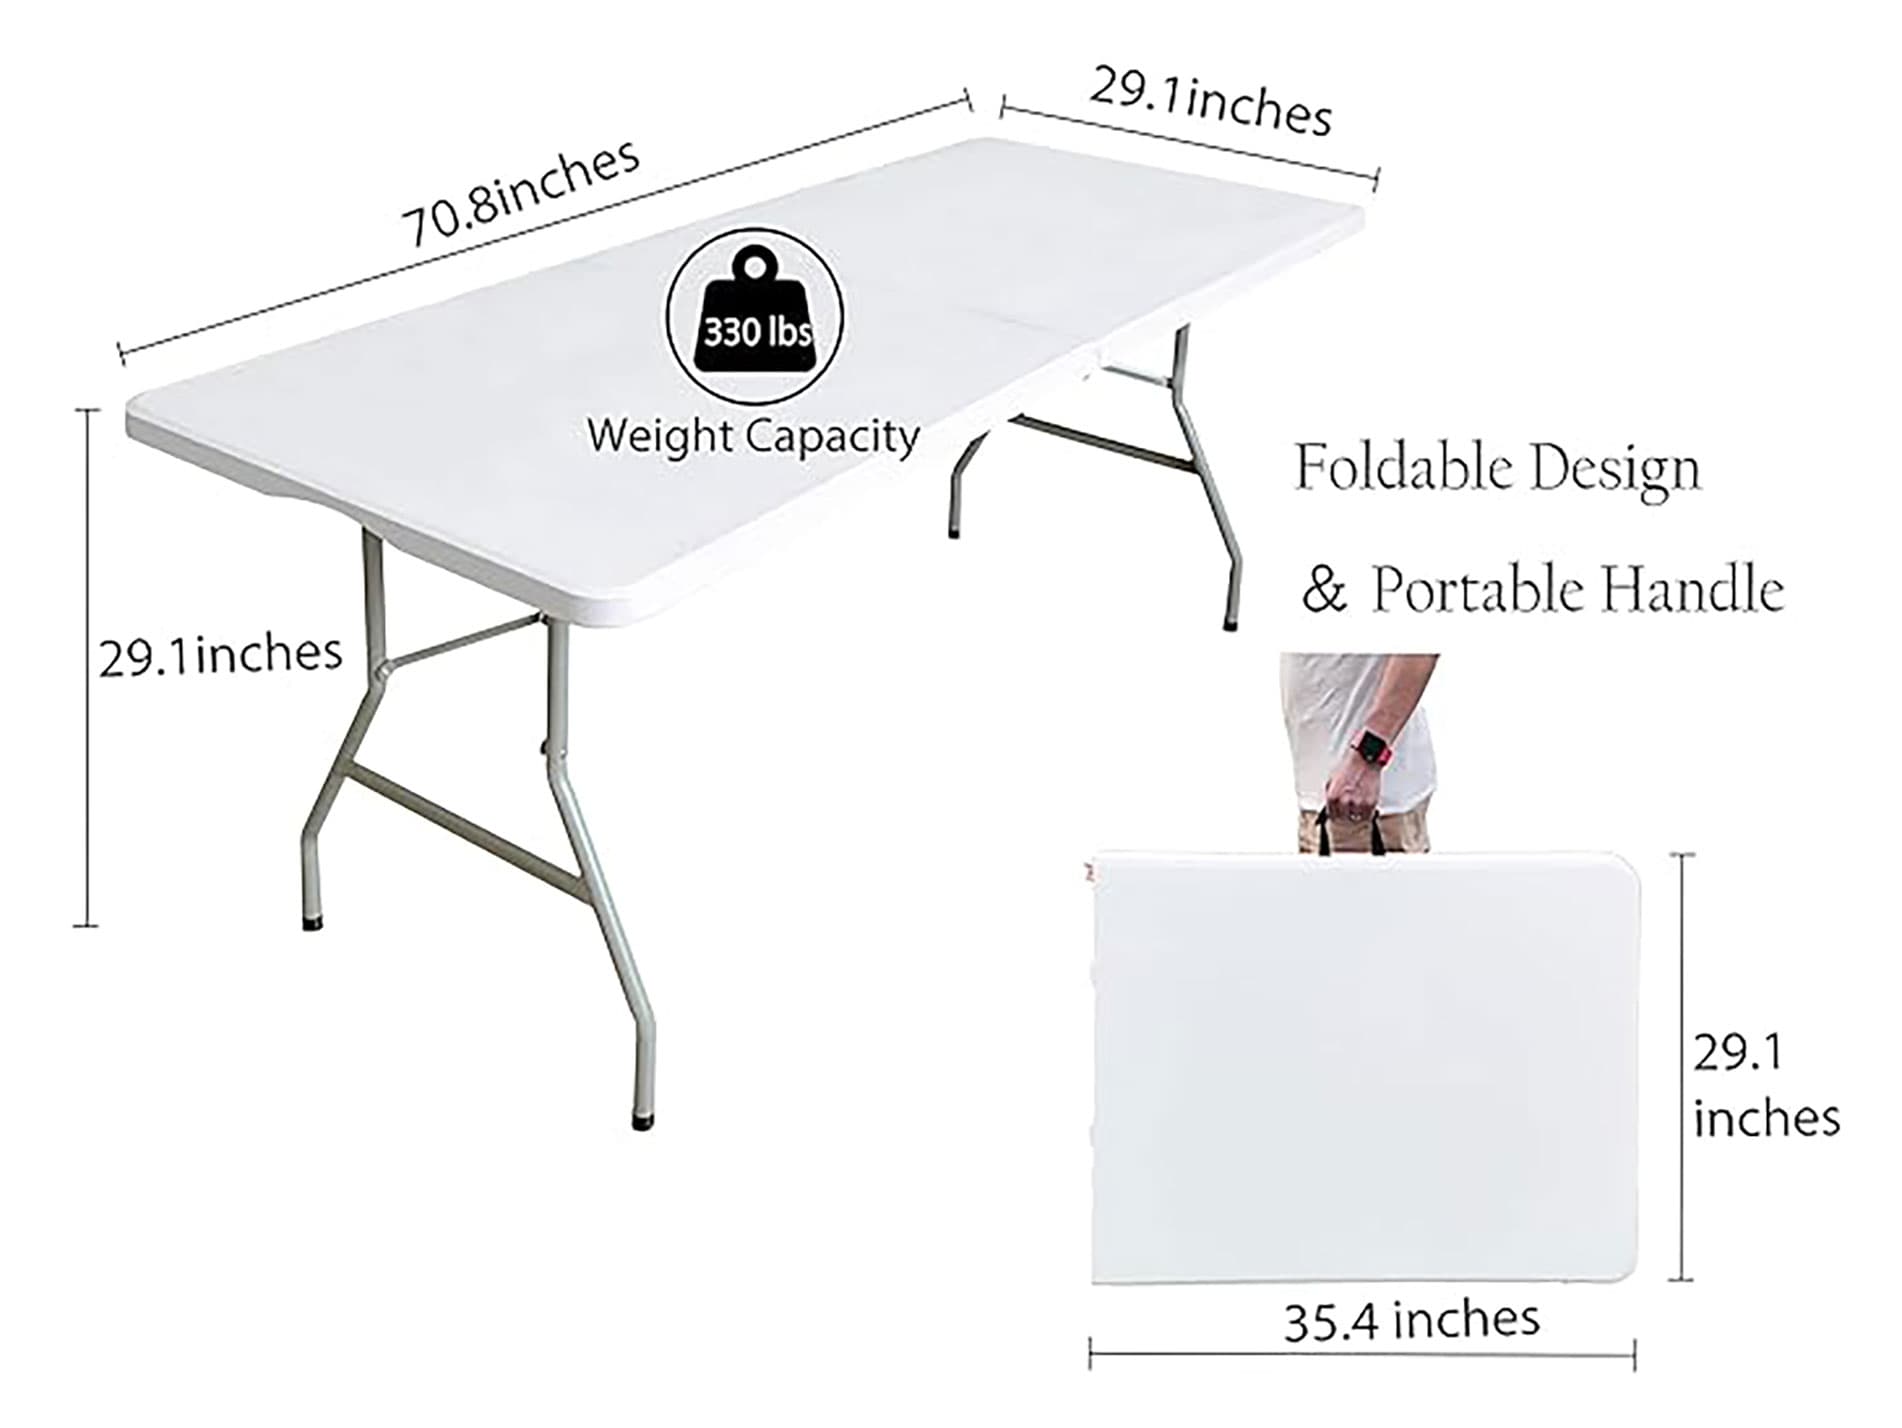 29.1inches
70.8inches
330 lbs
Weight Capacity
Foldable Design
& Portable Handle
29.1inches
29.1
inches
35.4 inches